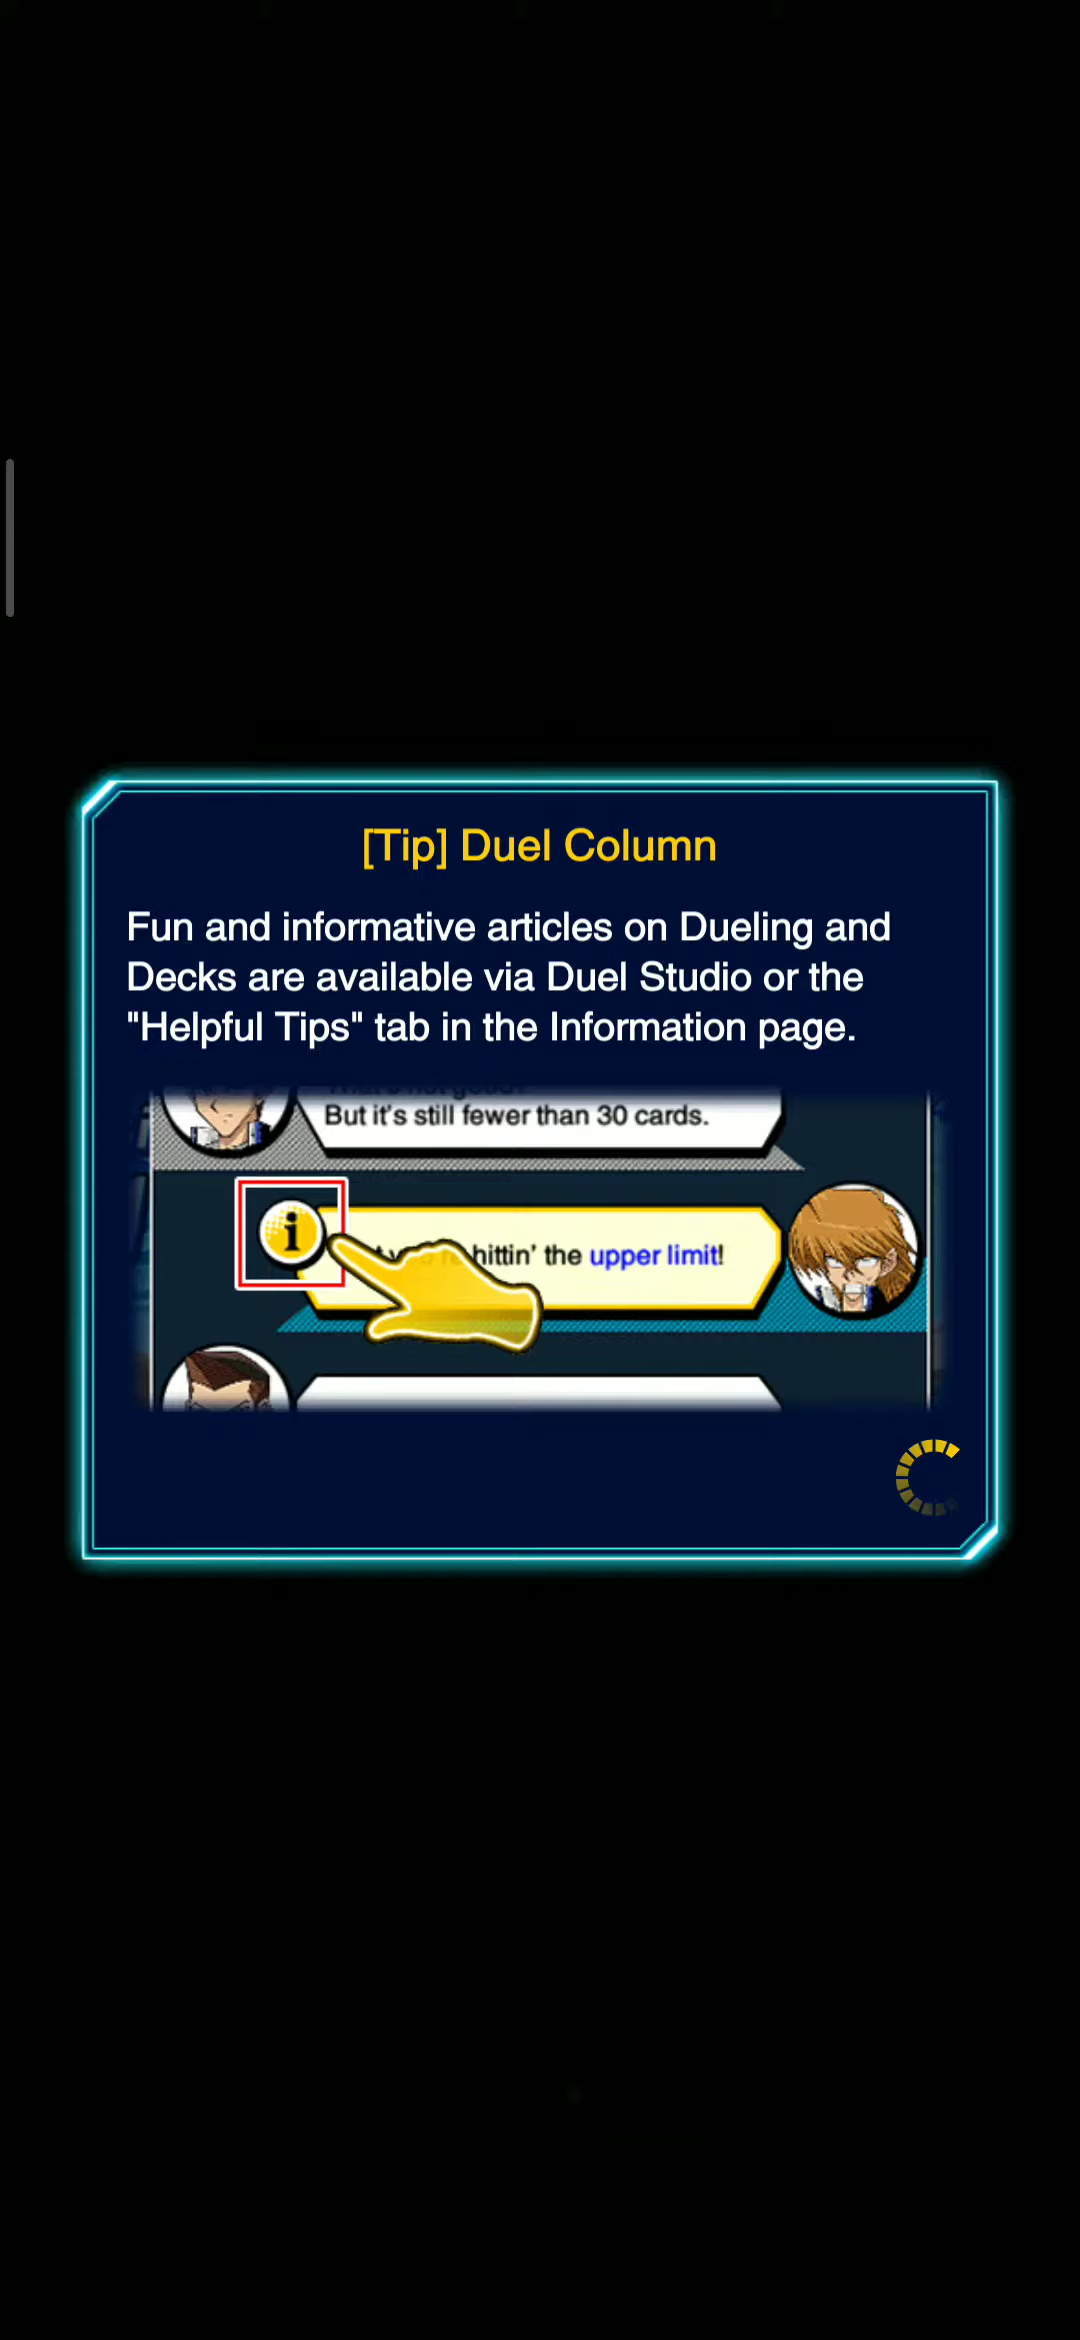 [Tip] Duel Column
Fun and informative articles on Dueling and
Decks are available via Duel Studio or the
"Helpful Tips" tab in the Information page.
But it's still fewer than 30 cards.
i
hittin' the upper limit!